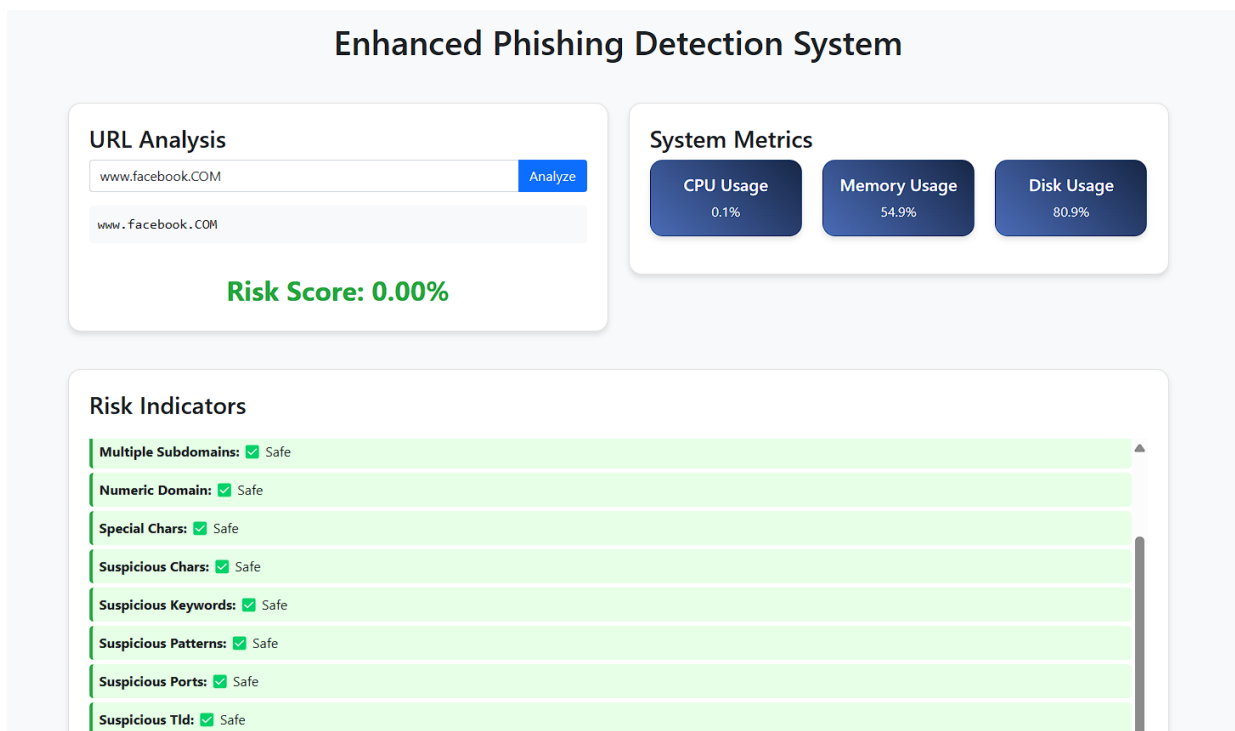 Enhanced Phishing Detection System
URL Analysis
www.facebook.COM
Analyze
www.facebook.COM
Risk Score: 0.00%
System Metrics
CPU Usage
0.1%
Memory Usage
54.9%
Disk Usage
80.9%
Risk Indicators
Multiple Subdomains: ✅ Safe
Numeric Domain: ✅ Safe
Special Chars: ✅ Safe
Suspicious Chars: ✅ Safe
Suspicious Keywords: ✅ Safe
Suspicious Patterns: ✅ Safe
Suspicious Ports: ✅ Safe
Suspicious Tld: ✅ Safe